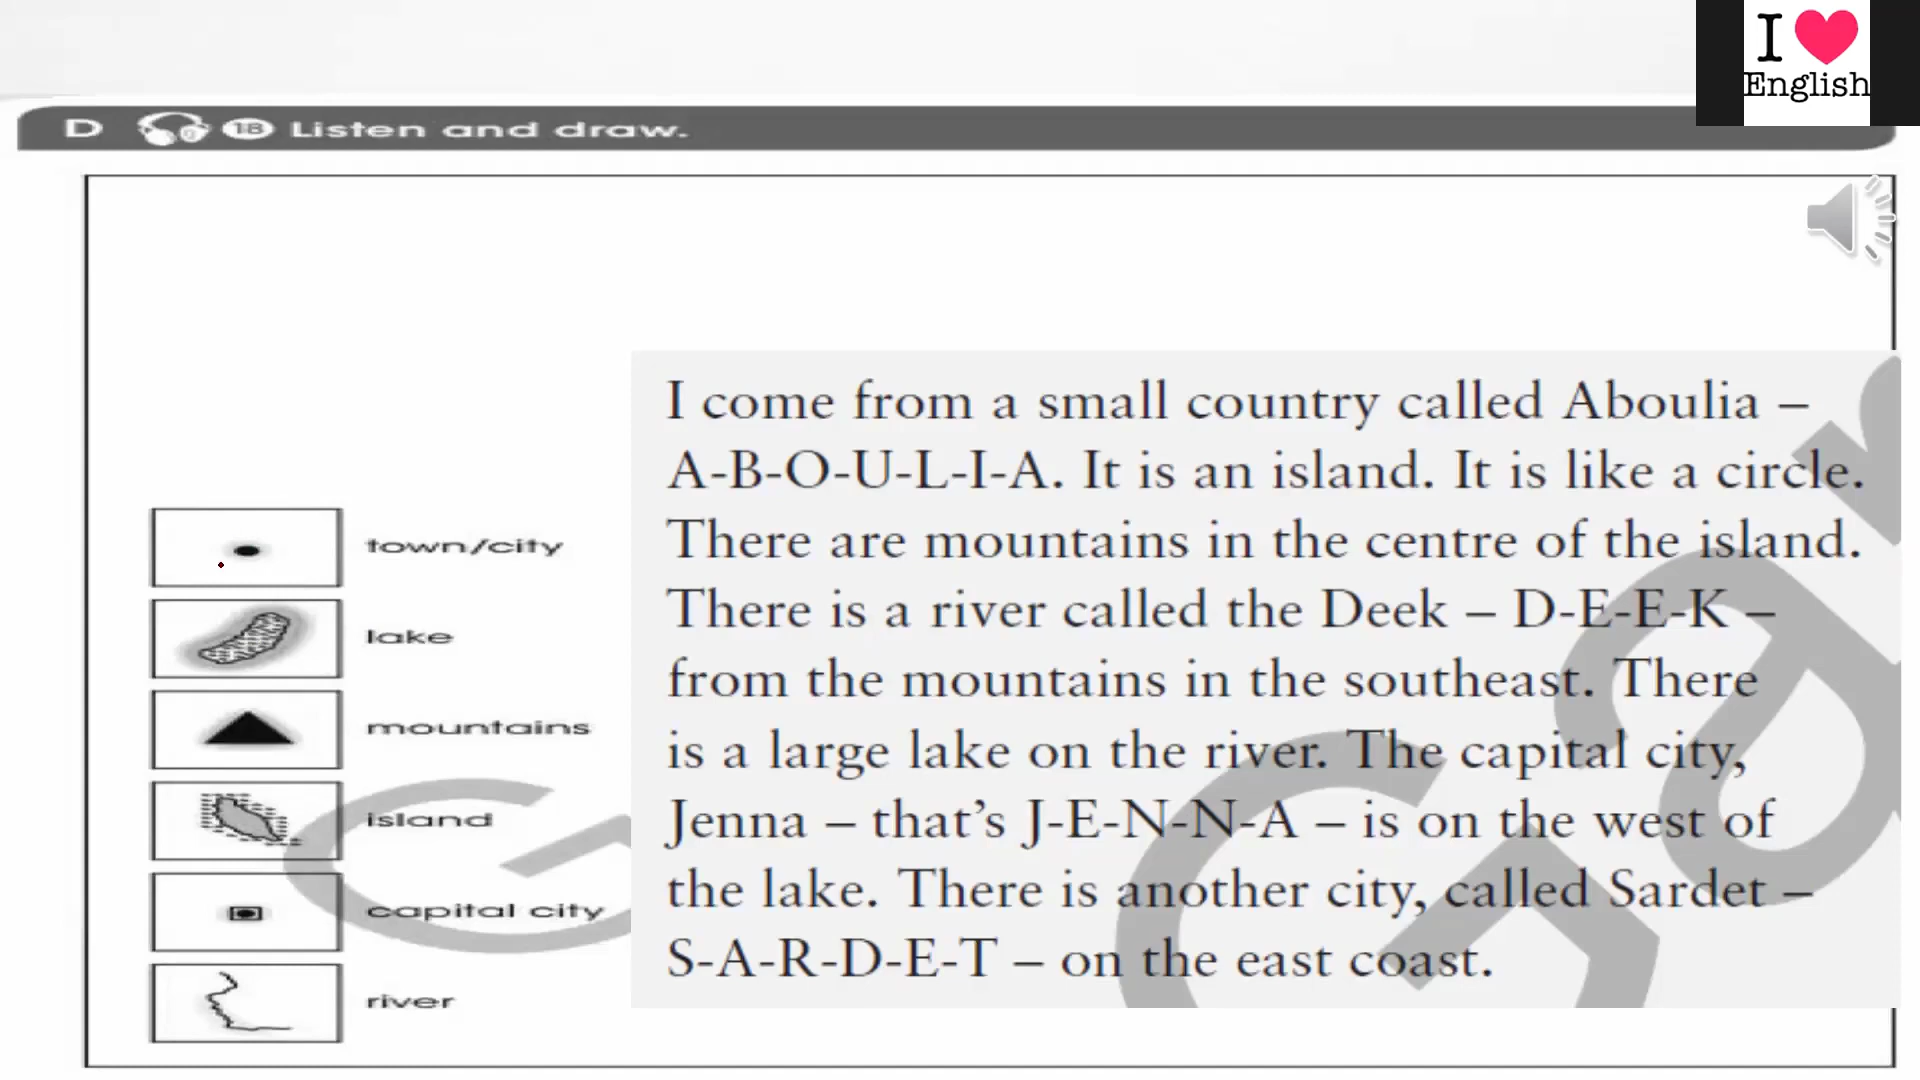 I ❤
English
D 18 Listen and draw.
I come from a small country called Aboulia –
A-B-O-U-L-I-A. It is an island. It is like a circle.
There are mountains in the centre of the island.
There is a river called the Deek – D-E-E-K –
from the mountains in the southeast. There
is a large lake on the river. The capital city,
Jenna – that's J-E-N-N-A – is on the west of
the lake. There is another city, called Sardet –
S-A-R-D-E-T – on the east coast.
town/city
lake
mountains
island
capital city
river